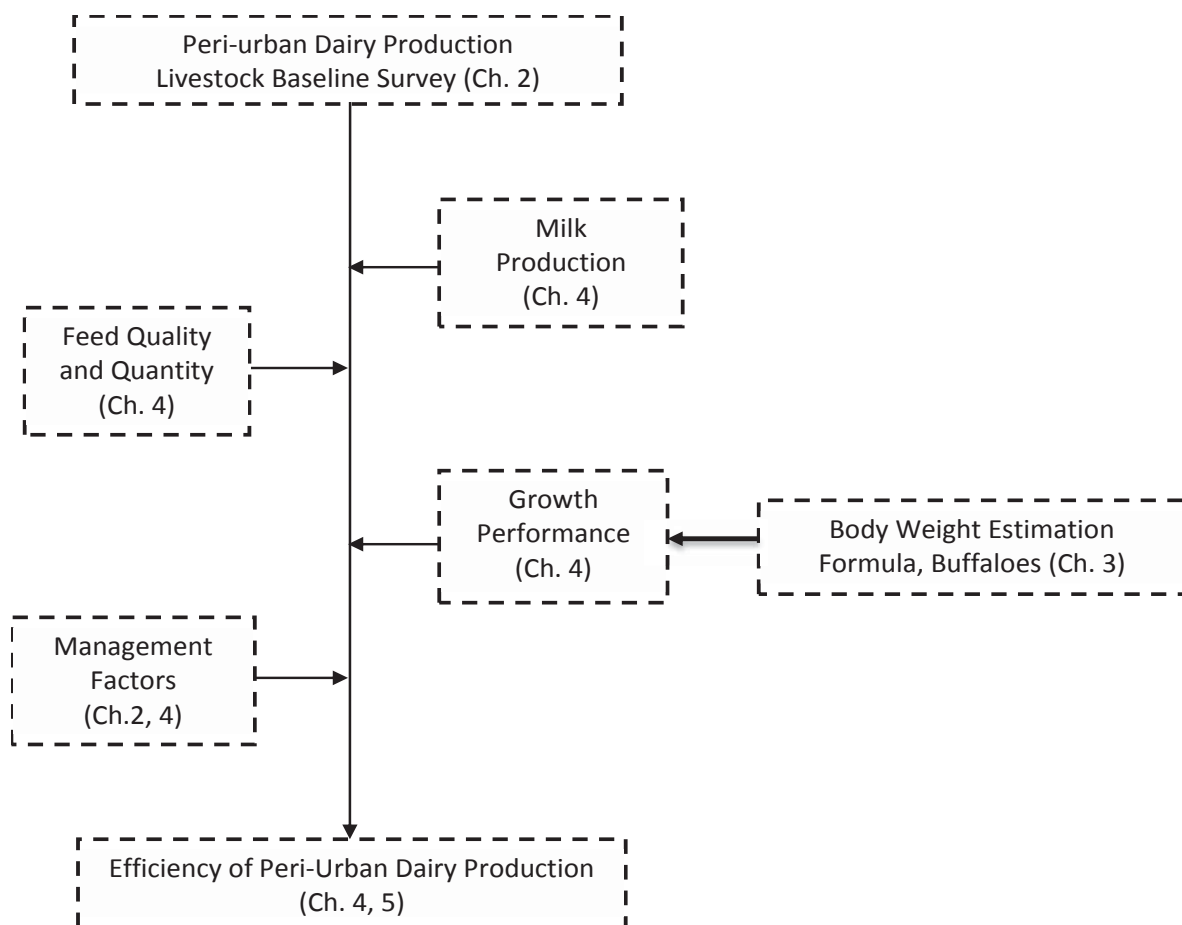 Peri-urban Dairy Production
Livestock Baseline Survey (Ch. 2)
Milk
Production
(Ch. 4)
Feed Quality
and Quantity
(Ch. 4)
Growth
Performance
(Ch. 4)
Body Weight Estimation
Formula, Buffaloes (Ch. 3)
Management
Factors
(Ch.2, 4)
Efficiency of Peri-Urban Dairy Production
(Ch. 4, 5)